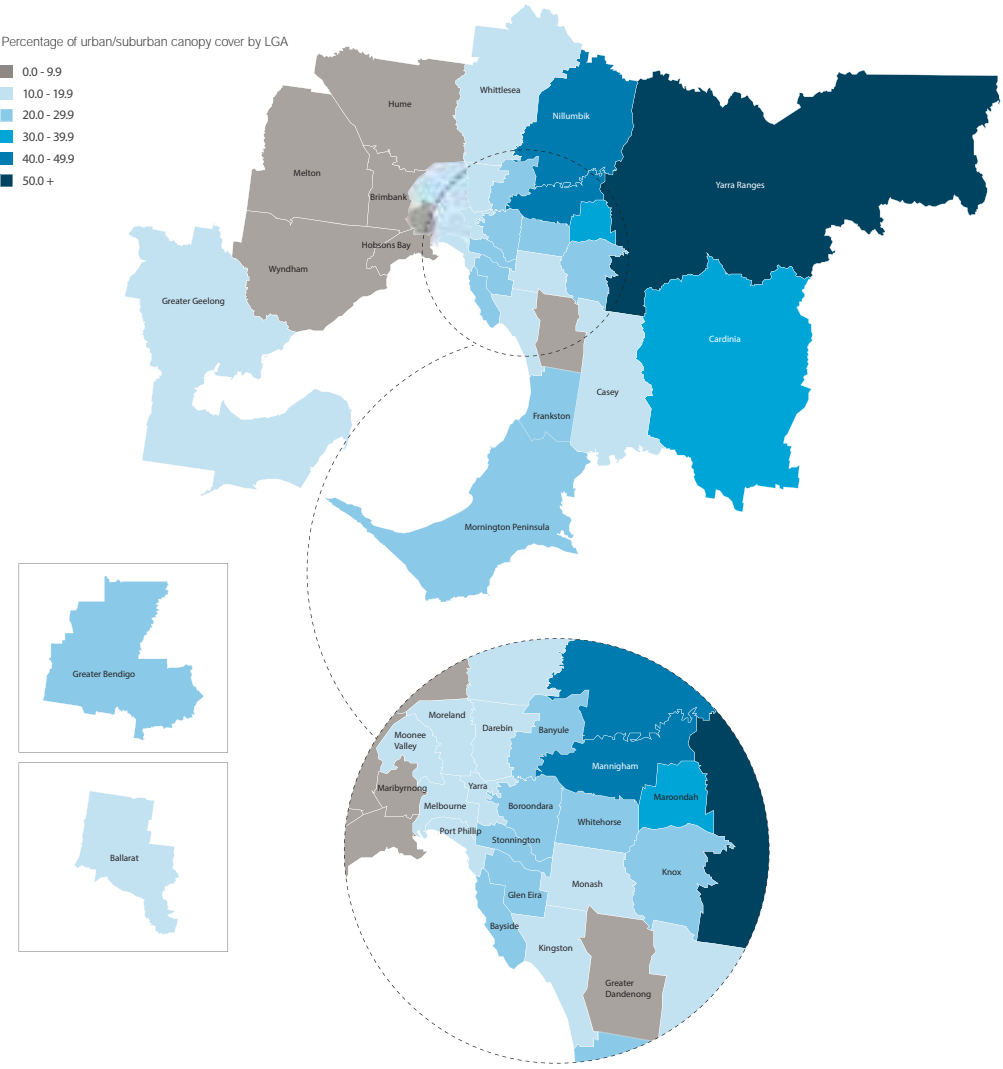 Percentage of urban/suburban canopy cover by LGA
0.0 - 9.9
10.0 - 19.9
20.0 - 29.9
30.0 - 39.9
40.0 - 49.9
50.0 +
Whittlesea
Hume
Nillumbik
Melton
Yarra Ranges
Brimbank
Hobsons Bay
Wyndham
Greater Geelong
Cardinia
Casey
Frankston
Mornington Peninsula
Greater Bendigo
Ballarat
Moreland
Darebin
Banyule
Moonee
Valley
Mannigham
Maribyrnong
Yarra
Maroondah
Melbourne
Boroondara
Whitehorse
Port Phillip
Stonnington
Knox
Monash
Glen Eira
Bayside
Kingston
Greater
Dandenong